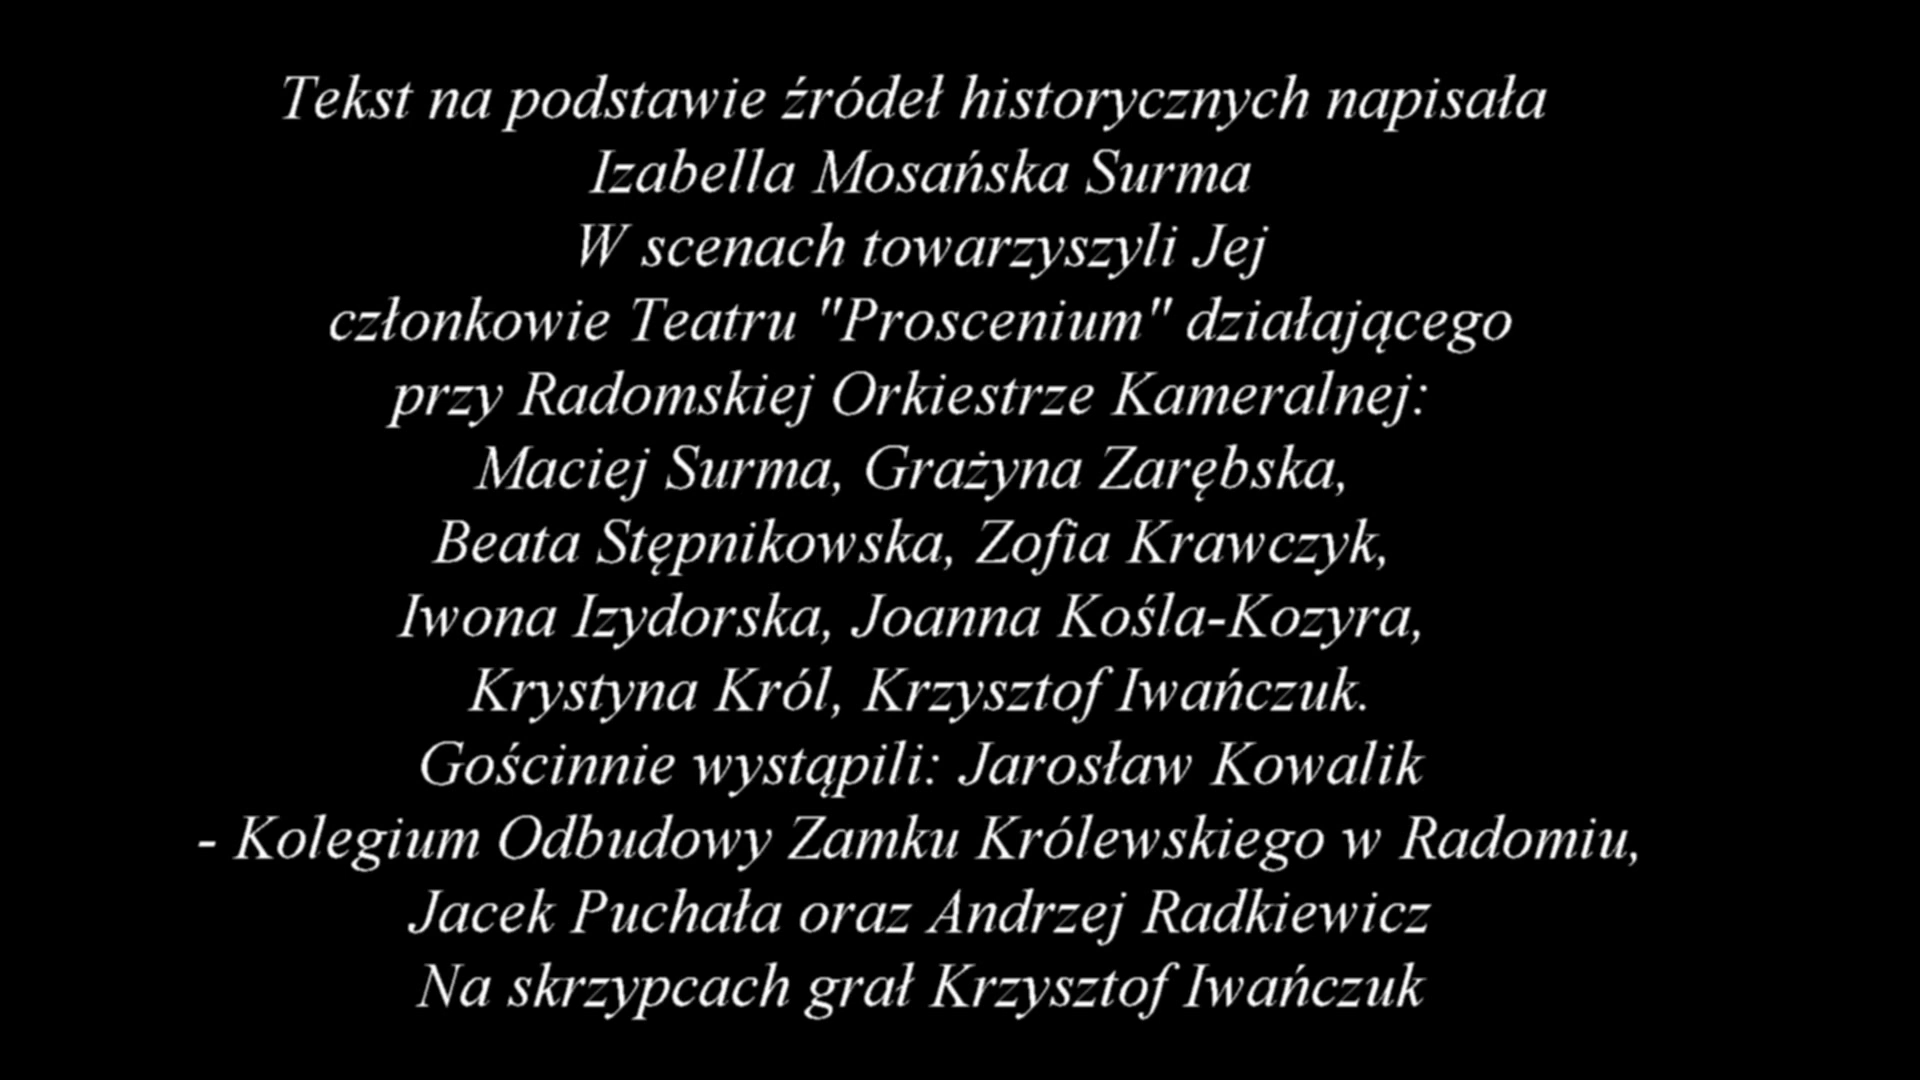 Tekst na podstawie źródeł historycznych napisała
Izabella Mosańska Surma
W scenach towarzyszyli Jej
członkowie Teatru "Proscenium" działającego
przy Radomskiej Orkiestrze Kameralnej:
Maciej Surma, Grażyna Zarębska,
Beata Stępnikowska, Zofia Krawczyk,
Iwona Izydorska, Joanna Kośla-Kozyra,
Krystyna Król, Krzysztof Iwańczuk.
Gościnnie wystąpili: Jarosław Kowalik
- Kolegium Odbudowy Zamku Królewskiego w Radomiu,
Jacek Puchała oraz Andrzej Radkiewicz
Na skrzypcach grał Krzysztof Iwańczuk